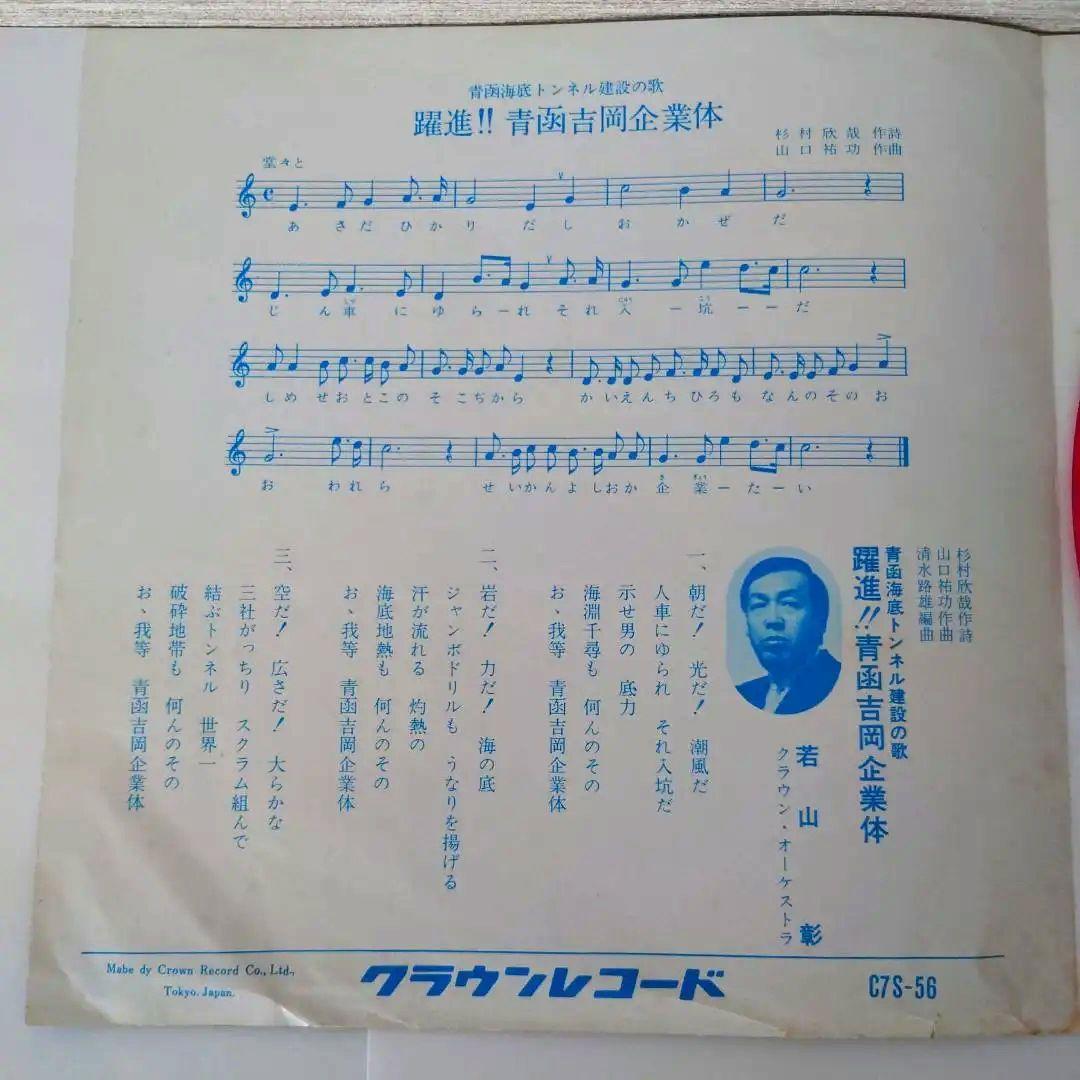 青函海底トンネル建設の歌
躍進!! 青函吉岡企業体
杉村欣哉 作詩
山口祐功 作曲
堂々と
あ さ だ ひ か り だ し お か ぜ だ
じ ん 車 に ゆ ら ー れ そ れ 入 ー 坑 ー ー だ
し め せ お と こ の そ こ ぢ か ら か い え ん ち ひ ろ も な ん の そ の お
お わ れ ら せ い か ん よ し お か 企 業 ー た ー い
杉村欣哉作詩
山口祐功作曲
清水路雄編曲
青函海底トンネル建設の歌
躍進!!青函吉岡企業体
若山 彰
クラウン・オーケストラ
一、朝だ! 光だ! 潮風だ
人車にゆられ それ入坑だ
示せ男の 底力
海淵千尋も 何んのその
おゝ我等 青函吉岡企業体
二、岩だ! 力だ! 海の底
ジャンボドリルも うなりを揚げる
汗が流れる 灼熱の
海底地熱も 何んのその
おゝ我等 青函吉岡企業体
三、空だ! 広さだ! 大らかな
三社がっちり スクラム組んで
結ぶトンネル 世界一
破砕地帯も 何んのその
おゝ我等 青函吉岡企業体
Mabe dy Crown Record Co., Ltd.,
Tokyo. Japan.
クラウンレコード
C7S-56